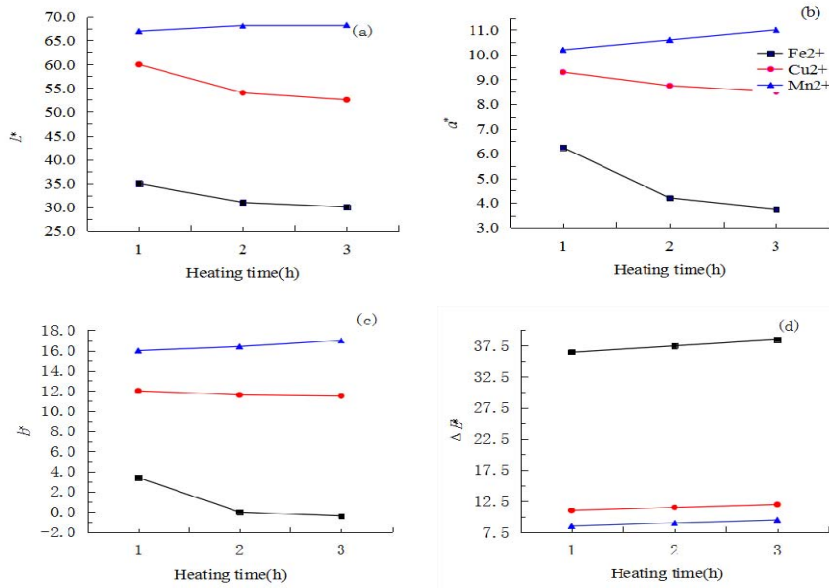 (a)
70.0
65.0
60.0
55.0
50.0
45.0
40.0
35.0
30.0
25.0
L*
1 2 3
Heating time(h)
(b)
11.0
10.0
9.0
8.0
7.0
6.0
5.0
4.0
3.0
a*
Fe2+
Cu2+
Mn2+
1 2 3
Heating time(h)
(c)
18.0
16.0
14.0
12.0
10.0
8.0
6.0
4.0
2.0
0.0
-2.0
b*
1 2 3
Heating time(h)
(d)
37.5
32.5
27.5
22.5
17.5
12.5
7.5
ΔE*
1 2 3
Heating time(h)